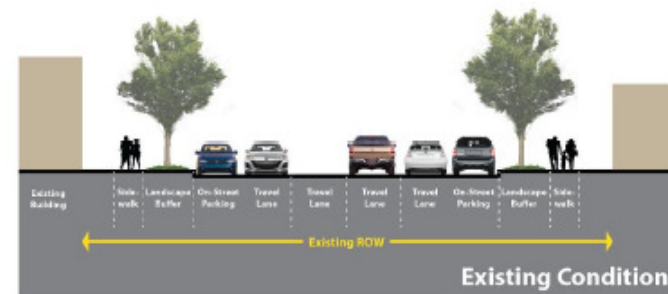 Existing
Building
Side-
walk
Landscape
Buffer
On-Street
Parking
Travel
Lane
Travel
Lane
Travel
Lane
Travel
Lane
On-Street
Parking
Landscape
Buffer
Side-
walk
Existing ROW
Existing Condition